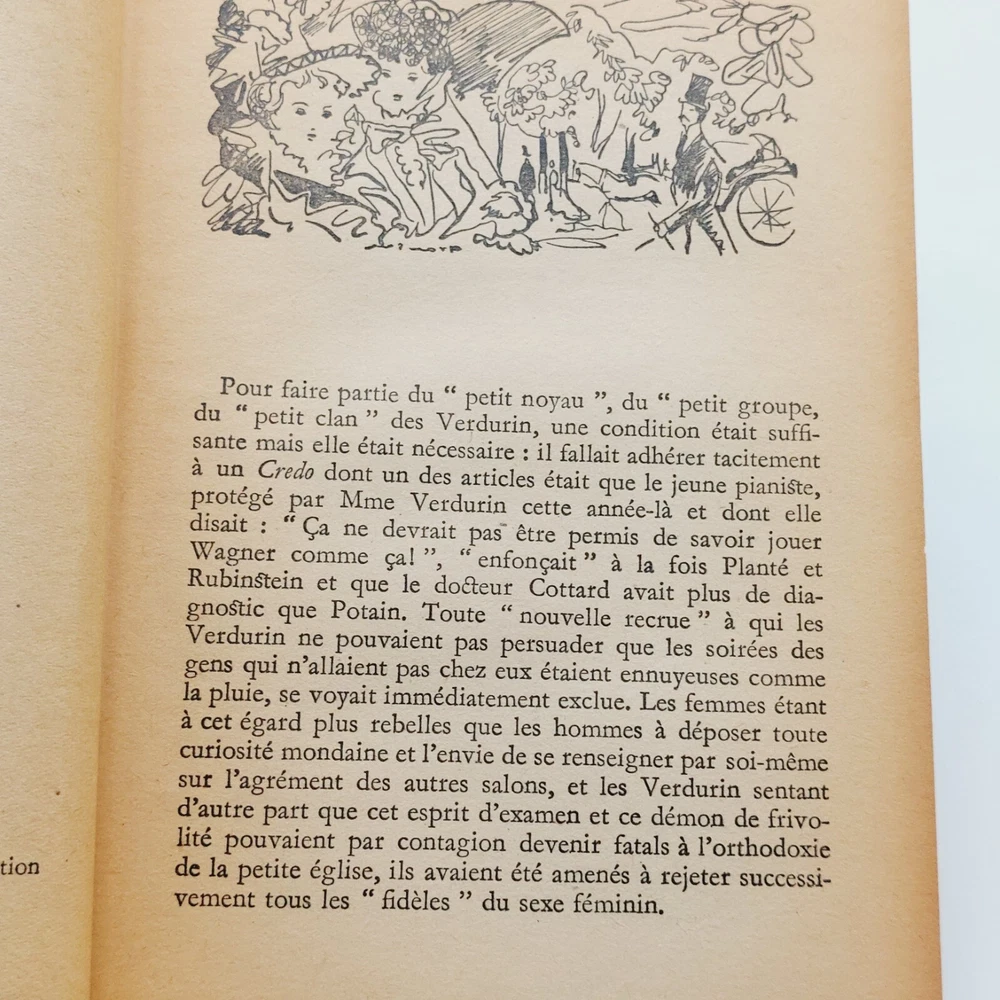 Pour faire partie du “ petit noyau ”, du “ petit groupe,
du “ petit clan ” des Verdurin, une condition était suffi-
sante mais elle était nécessaire : il fallait adhérer tacitement
à un Credo dont un des articles était que le jeune pianiste,
protégé par Mme Verdurin cette année-là et dont elle
disait : “ Ça ne devrait pas être permis de savoir jouer
Wagner comme ça! ”, “ enfonçait ” à la fois Planté et
Rubinstein et que le docteur Cottard avait plus de dia-
gnostic que Potain. Toute “ nouvelle recrue ” à qui les
Verdurin ne pouvaient pas persuader que les soirées des
gens qui n’allaient pas chez eux étaient ennuyeuses comme
la pluie, se voyait immédiatement exclue. Les femmes étant
à cet égard plus rebelles que les hommes à déposer toute
curiosité mondaine et l’envie de se renseigner par soi-même
sur l’agrément des autres salons, et les Verdurin sentant
d’autre part que cet esprit d’examen et ce démon de frivo-
lité pouvaient par contagion devenir fatals à l’orthodoxie
de la petite église, ils avaient été amenés à rejeter successi-
vement tous les “ fidèles ” du sexe féminin.
tion